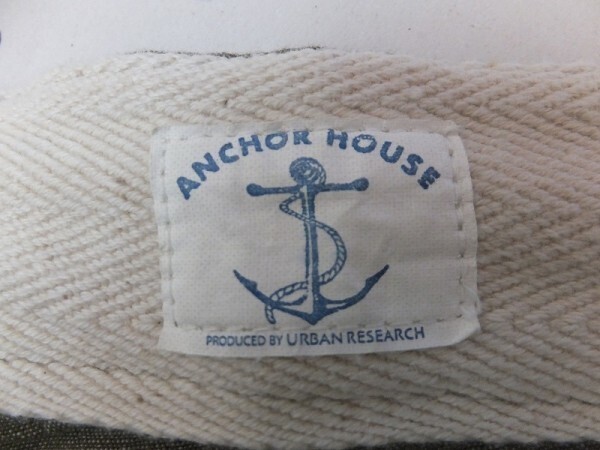 ANCHOR HOUSE
PRODUCED BY URBAN RESEARCH